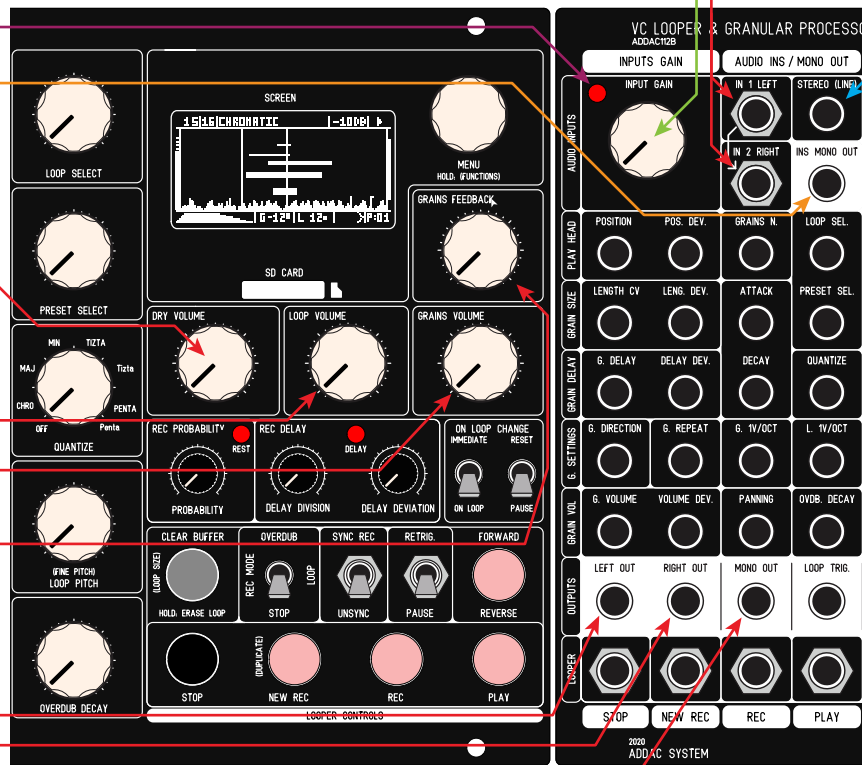 VC LOOPER & GRANULAR PROCESSO
ADDAC112B
INPUTS GAIN
AUDIO INS / MONO OUT
SCREEN
15|16|CHROMATIC |-10DB|
G-12 | L 12 | P:01
SD CARD
LOOP SELECT
MENU
HOLD: (FUNCTIONS)
GRAINS FEEDBACK
PRESET SELECT
DRY VOLUME
LOOP VOLUME
GRAINS VOLUME
MIN
TIZTA
MAJ
Tizta
CHRO
PENTA
OFF
Penta
QUANTIZE
REC PROBABILITY
REST
PROBABILITY
REC DELAY
DELAY
DELAY DIVISION
DELAY DEVIATION
ON LOOP CHANGE
IMMEDIATE
RESET
ON LOOP
PAUSE
(FINE PITCH)
LOOP PITCH
CLEAR BUFFER
(LOOP SIZE)
HOLD: ERASE LOOP
OVERDUB
REC MODE
LOOP
STOP
SYNC REC
UNSYNC
RETRIG.
PAUSE
FORWARD
REVERSE
OVERDUB DECAY
STOP
(DUPLICATE)
NEW REC
REC
PLAY
LOOPER CONTROLS
AUDIO INPUTS
INPUT GAIN
IN 1 LEFT
STEREO (LINE)
IN 2 RIGHT
INS MONO OUT
PLAY HEAD
POSITION
POS. DEV.
GRAINS N.
LOOP SEL.
GRAIN SIZE
LENGTH CV
LENG. DEV.
ATTACK
PRESET SEL.
GRAIN DELAY
G. DELAY
DELAY DEV.
DECAY
QUANTIZE
G. SETTINGS
G. DIRECTION
G. REPEAT
G. 1V/OCT
L. 1V/OCT
GRAIN VOL
G. VOLUME
VOLUME DEV.
PANNING
OVDB. DECAY
OUTPUTS
LEFT OUT
RIGHT OUT
MONO OUT
LOOP TRIG.
LOOPER
STOP
NEW REC
REC
PLAY
2020
ADDAC SYSTEM